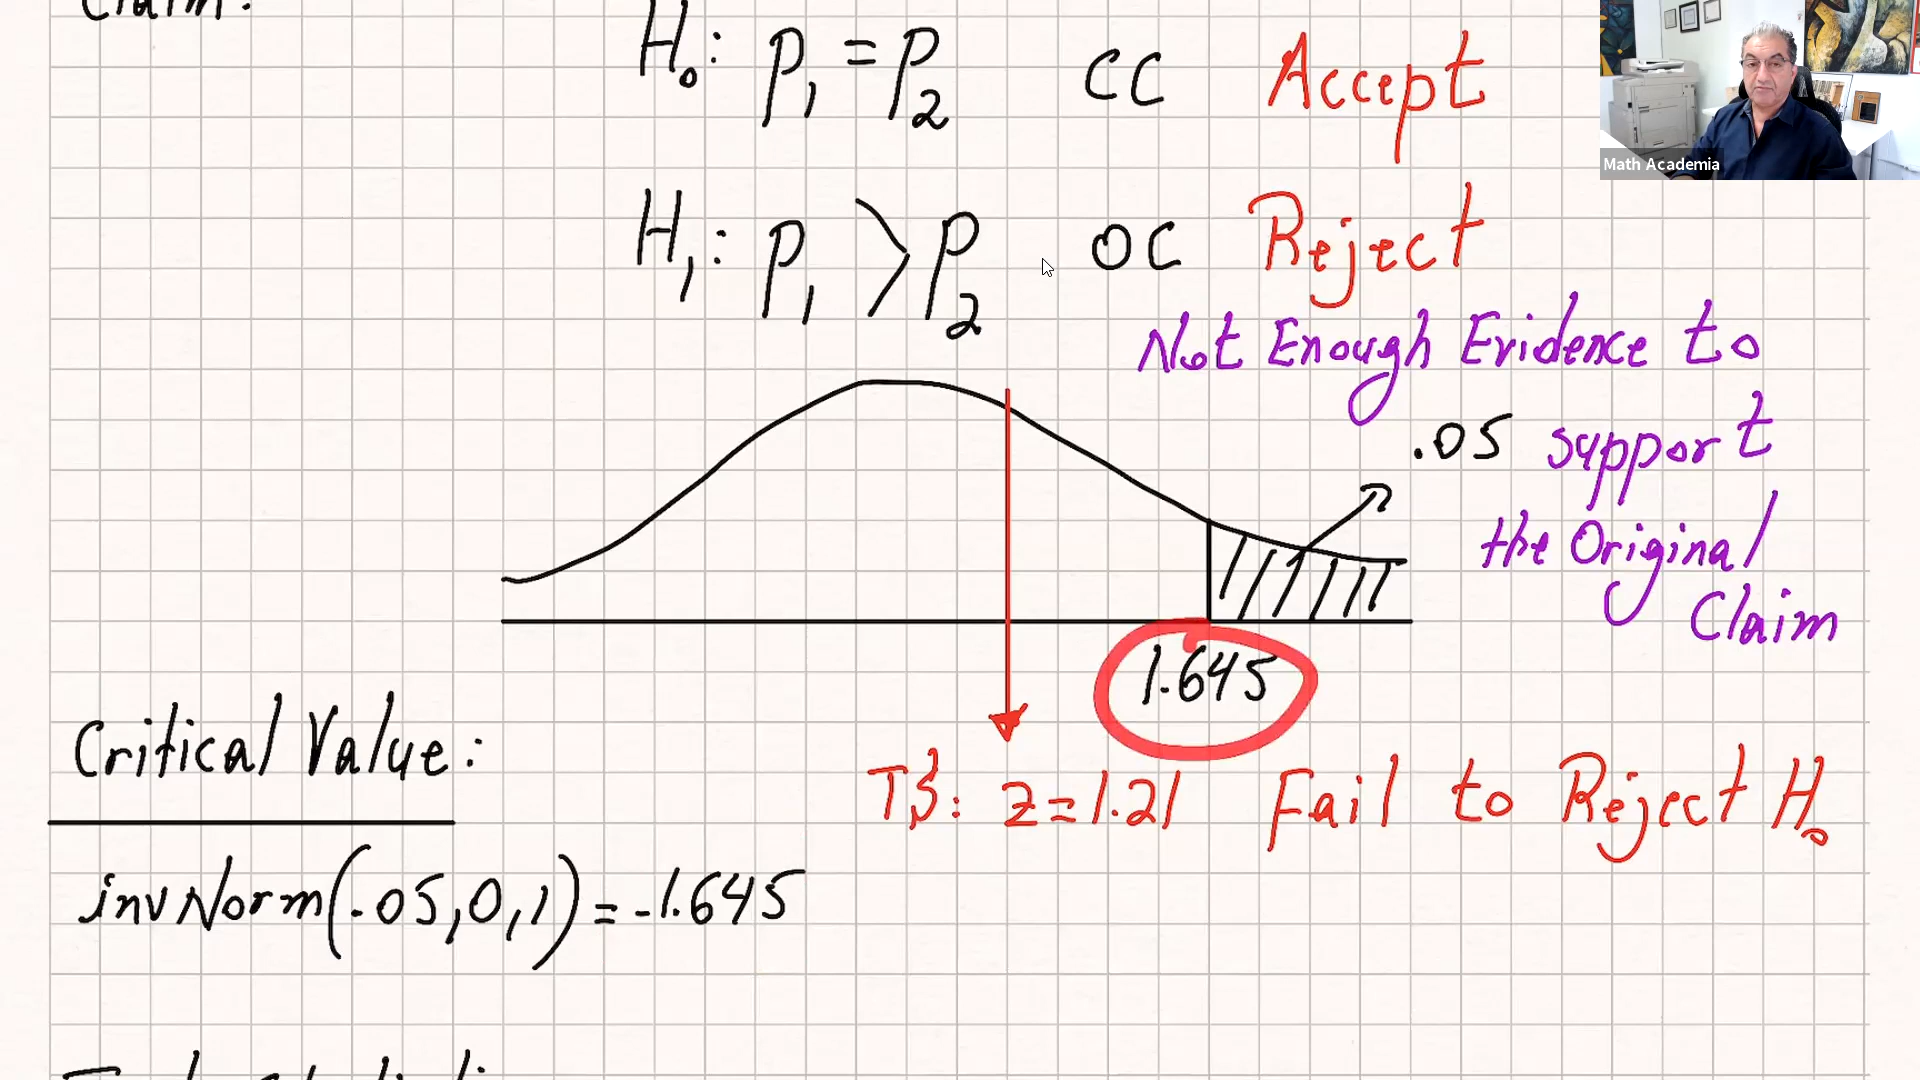 Claim:
H₀: p₁ = p₂ CC Accept
Math Academia
H₁: p₁ > p₂ OC Reject
Not Enough Evidence to
.05 support
the Original
Claim
1.645
Critical Value:
TS: z = 1.21 Fail to Reject H₀
invNorm(.05,0,1) = -1.645